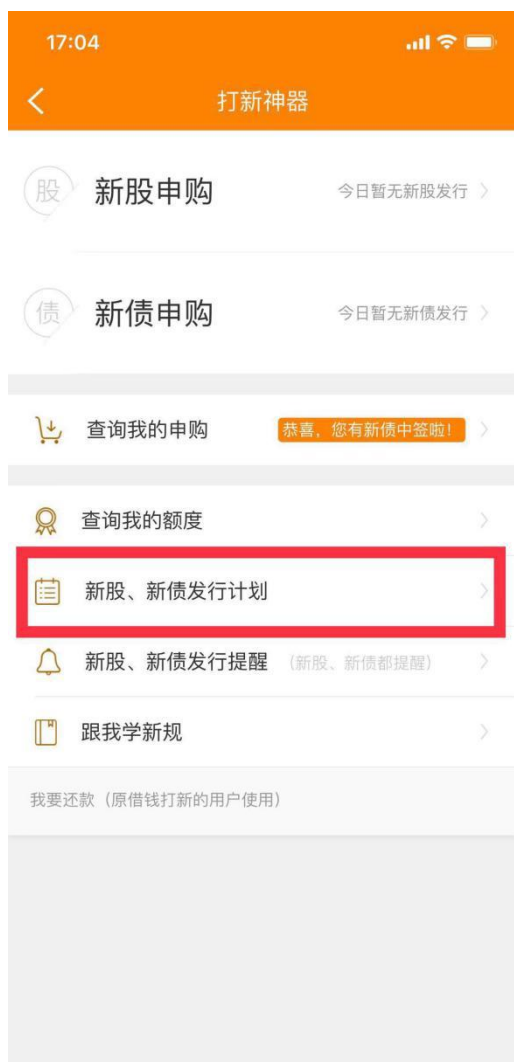 17:04
打新神器
股 新股申购 今日暂无新股发行
债 新债申购 今日暂无新债发行
查询我的申购 恭喜，您有新债中签啦！
查询我的额度
新股、新债发行计划
新股、新债发行提醒（新股、新债都提醒）
跟我学新规
我要还款（原借钱打新的用户使用）